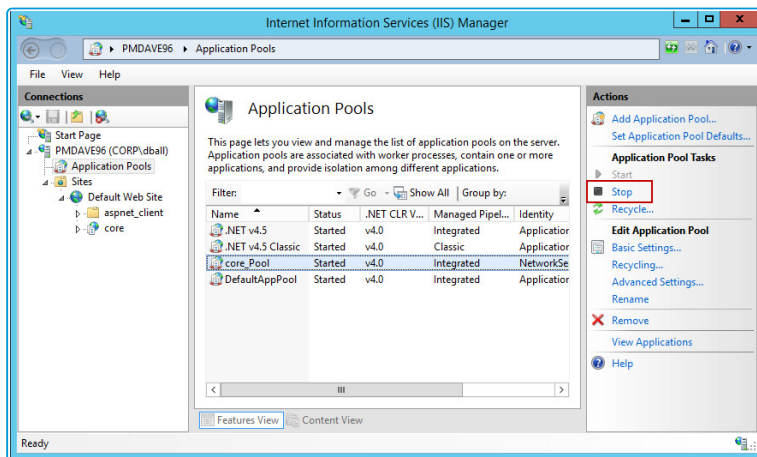 Internet Information Services (IIS) Manager
PMDAVE96 Application Pools
File View Help
Connections
Start Page
PMDAVE96 (CORP\dball)
Application Pools
Sites
Default Web Site
aspnet_client
core
Application Pools
This page lets you view and manage the list of application pools on the server.
Application pools are associated with worker processes, contain one or more
applications, and provide isolation among different applications.
Filter: Go Show All Group by:
Name Status .NET CLR V... Managed Pipel... Identity
.NET v4.5 Started v4.0 Integrated Application
.NET v4.5 Classic Started v4.0 Classic Application
core_Pool Started v4.0 Integrated NetworkSe
DefaultAppPool Started v4.0 Integrated Application
Features View Content View
Actions
Add Application Pool...
Set Application Pool Defaults...
Application Pool Tasks
Start
Stop
Recycle...
Edit Application Pool
Basic Settings...
Recycling...
Advanced Settings...
Rename
Remove
View Applications
Help
Ready